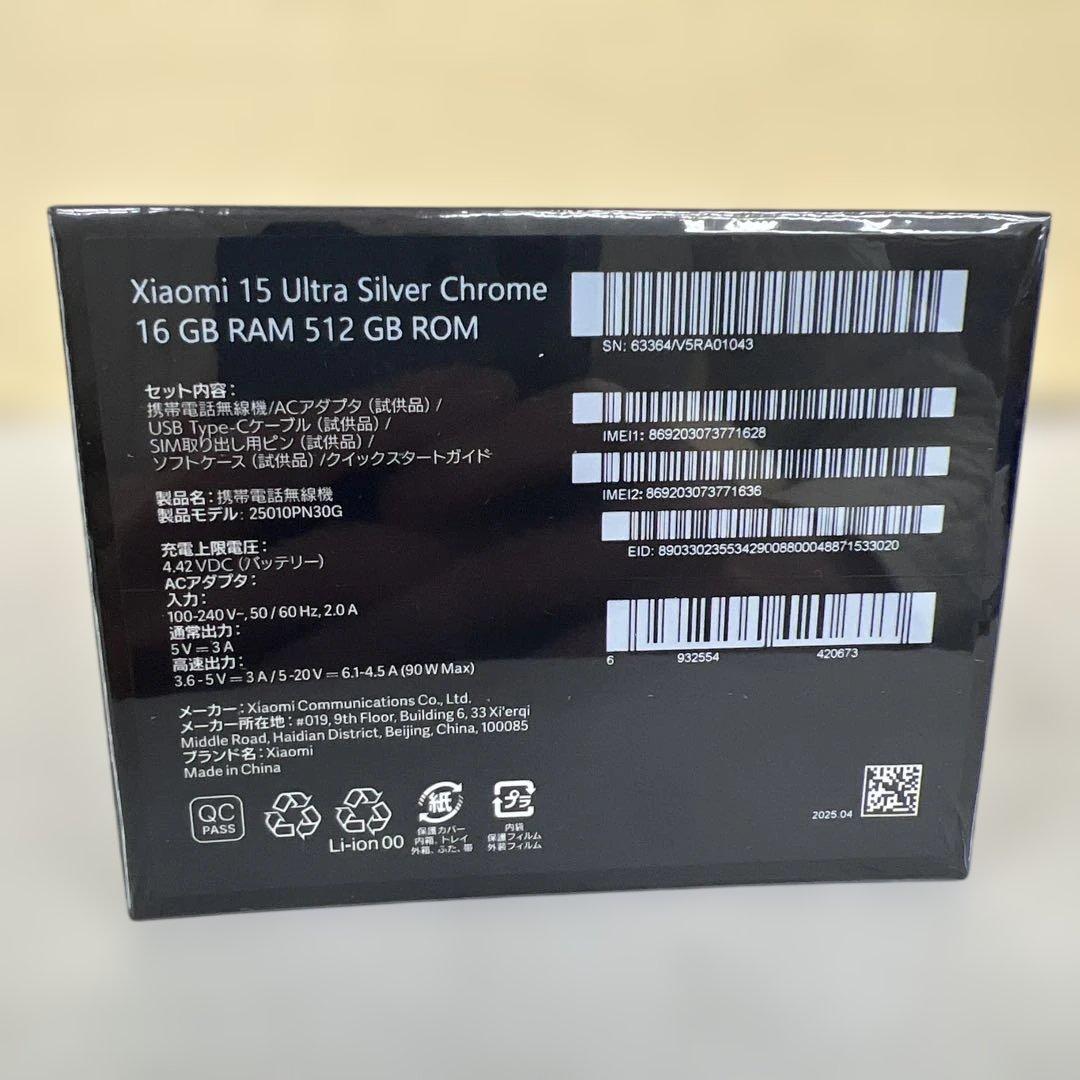 Xiaomi 15 Ultra Silver Chrome
16 GB RAM 512 GB ROM
セット内容:
携帯電話無線機/ACアダプタ (試供品) /
USB Type-Cケーブル (試供品) /
SIM取り出し用ピン (試供品) /
ソフトケース (試供品) /クイックスタートガイド
製品名: 携帯電話無線機
製品モデル: 25010PN30G
充電上限電圧:
4.42 VDC (バッテリー)
ACアダプタ:
入力:
100-240 V~, 50 / 60 Hz, 2.0 A
通常出力:
5 V⎓3 A
高速出力:
3.6-5 V⎓3 A / 5-20 V⎓6.1-4.5 A (90 W Max)
メーカー: Xiaomi Communications Co., Ltd.
メーカー所在地: #019, 9th Floor, Building 6, 33 Xi'erqi
Middle Road, Haidian District, Beijing, China, 100085
ブランド名: Xiaomi
Made in China
QC
PASS
Li-ion 00
紙
保護カバー
内箱、トレイ
外箱、ふた、帯
プラ
内袋
保護フィルム
外装フィルム
SN: 63364/V5RA01043
IMEI1: 869203073771628
IMEI2: 869203073771636
EID: 89033023553429008800048871533020
6 932554 420673
2025.04